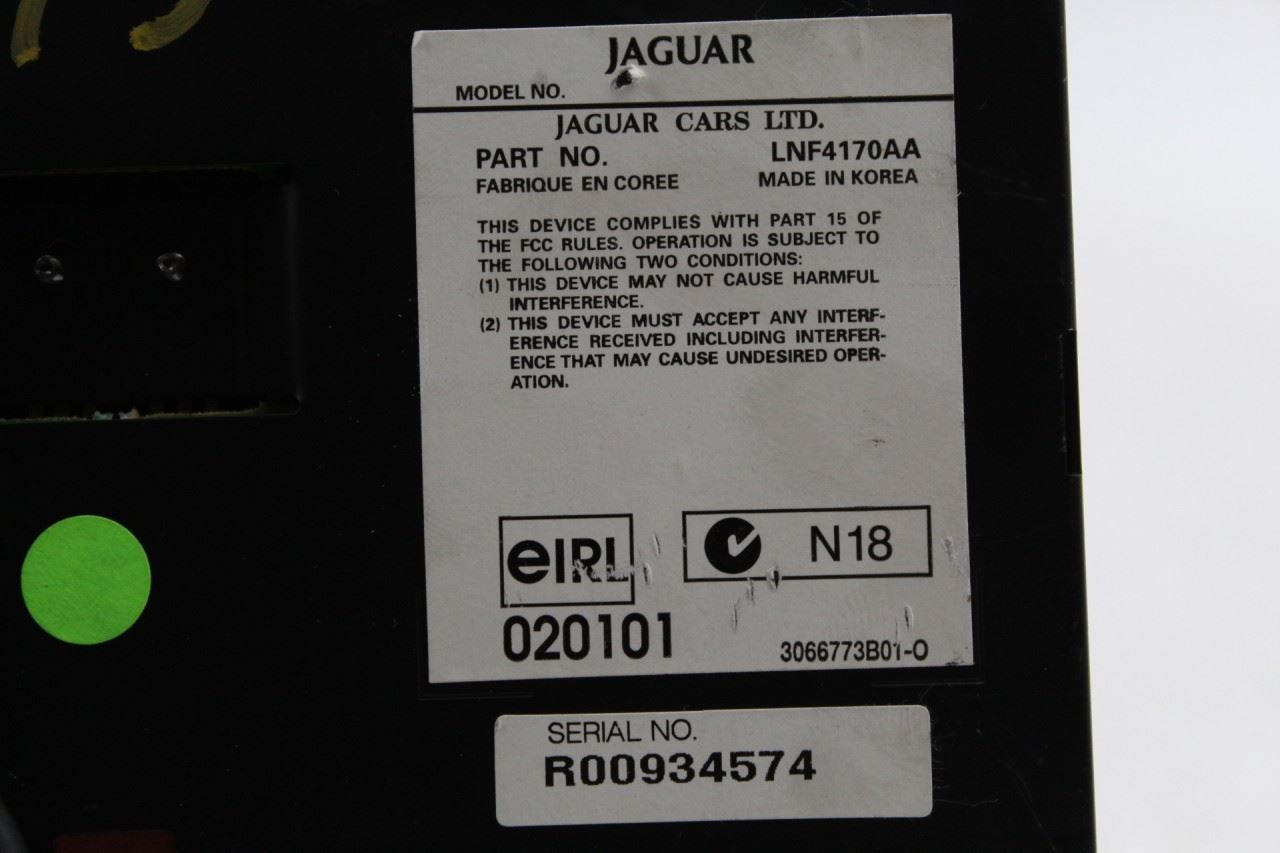 JAGUAR
MODEL NO.
JAGUAR CARS LTD.
PART NO. LNF4170AA
FABRIQUE EN COREE MADE IN KOREA
THIS DEVICE COMPLIES WITH PART 15 OF
THE FCC RULES. OPERATION IS SUBJECT TO
THE FOLLOWING TWO CONDITIONS:
(1) THIS DEVICE MAY NOT CAUSE HARMFUL
INTERFERENCE.
(2) THIS DEVICE MUST ACCEPT ANY INTERF-
ERENCE RECEIVED INCLUDING INTERFER-
ENCE THAT MAY CAUSE UNDESIRED OPER-
ATION.
eIRL N18
020101 3066773B01-O
SERIAL NO.
R00934574